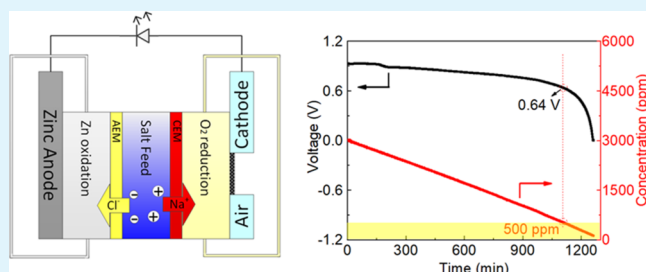 Zinc Anode
Zn oxidation
AEM
Salt Feed
CEM
O₂ reduction
Cathode
Air
Cl⁻
Na⁺
+
+
+
−
−
−
Voltage (V)
1.2
0.6
0.0
-0.6
-1.2
0.64 V
500 ppm
0
300
600
900
1200
Time (min)
6000
4500
3000
1500
0
Concentration (ppm)